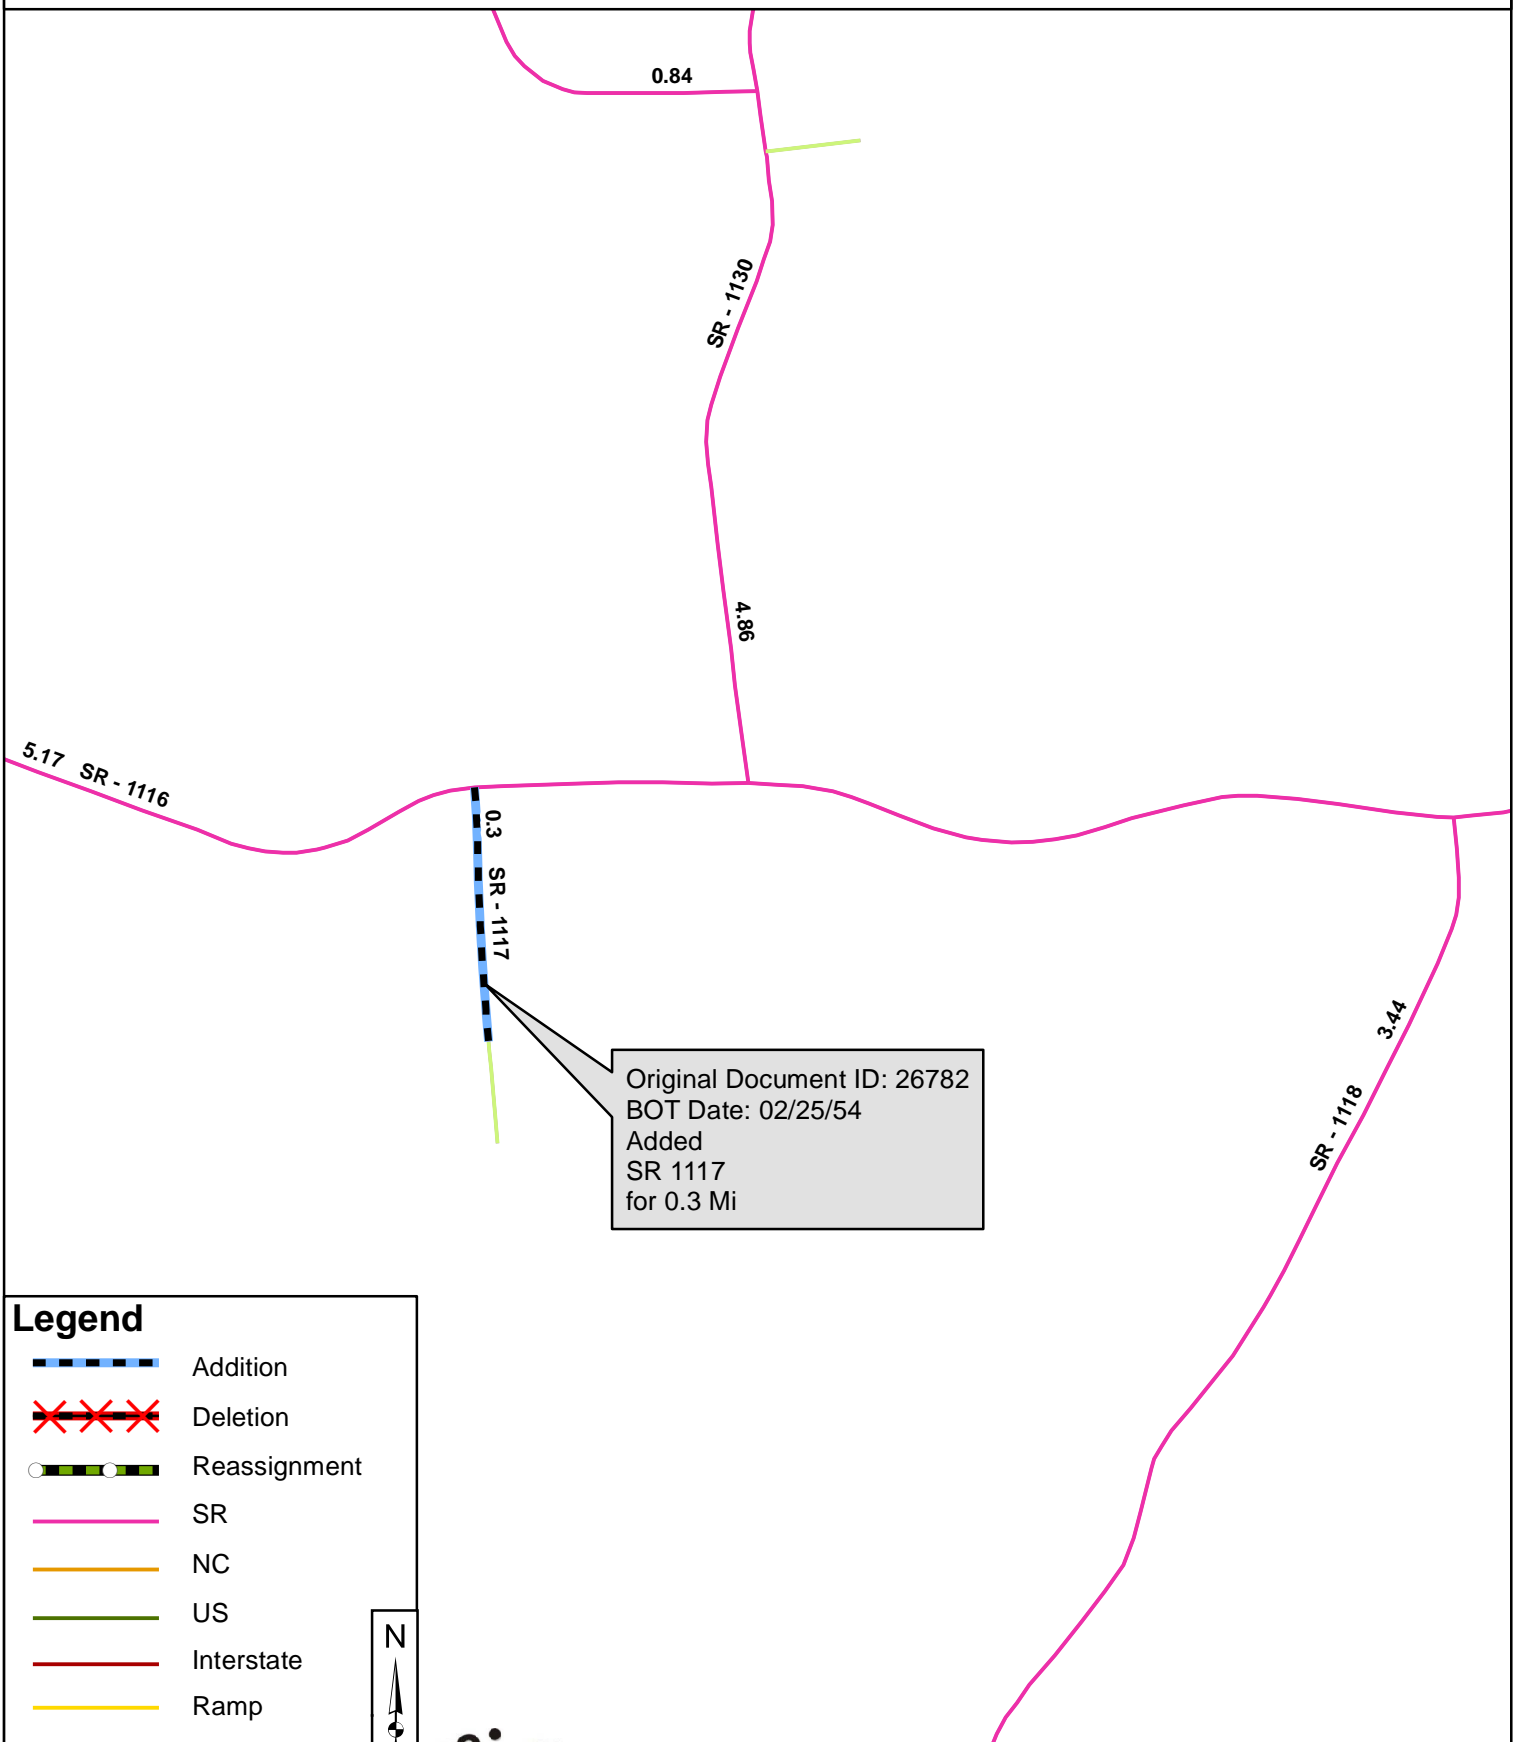 0.84
SR - 1130
4.86
5.17 SR - 1116
0.3 SR - 1117
3.44
SR - 1118
Original Document ID: 26782
BOT Date: 02/25/54
Added
SR 1117
for 0.3 Mi
Legend
Addition
Deletion
Reassignment
SR
NC
US
Interstate
Ramp
N